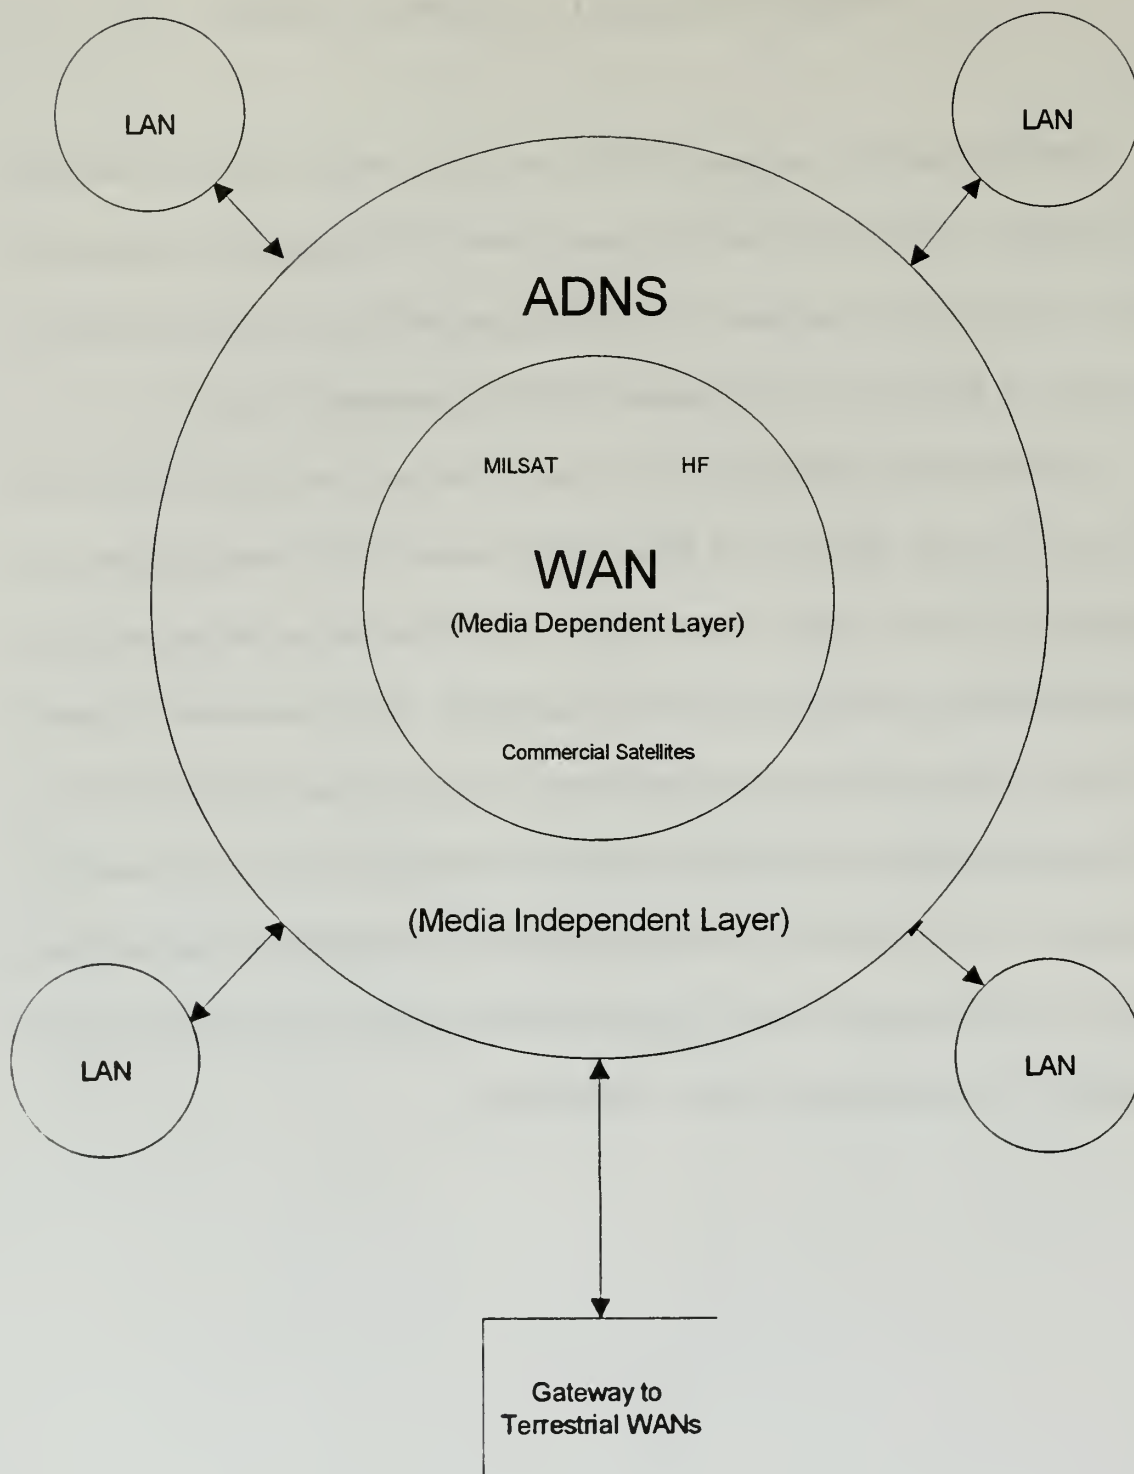 LAN
LAN
ADNS
MILSAT HF
WAN
(Media Dependent Layer)
Commercial Satellites
(Media Independent Layer)
LAN
LAN
Gateway to
Terrestrial WANs